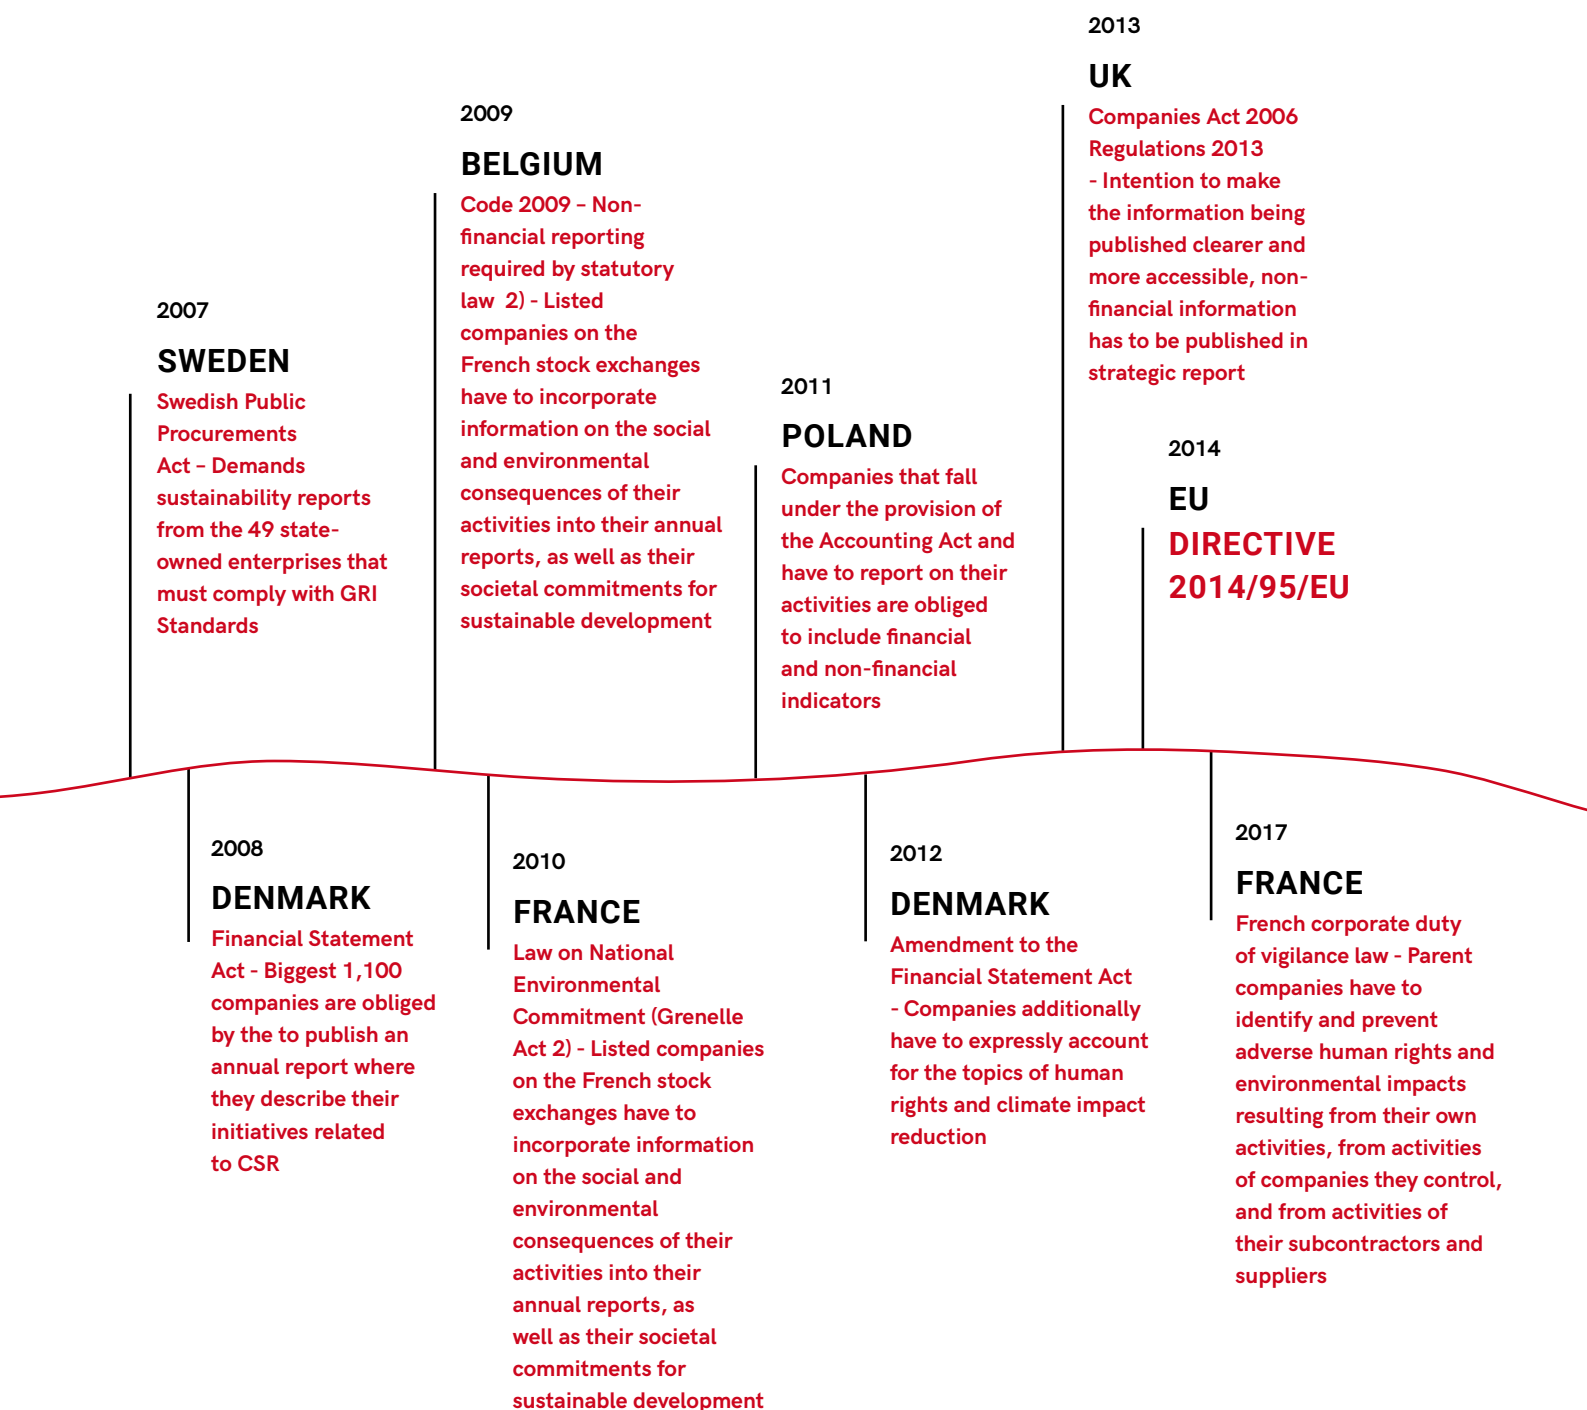 2007
SWEDEN
Swedish Public
Procurements
Act – Demands
sustainability reports
from the 49 state-
owned enterprises that
must comply with GRI
Standards
2008
DENMARK
Financial Statement
Act - Biggest 1,100
companies are obliged
by the to publish an
annual report where
they describe their
initiatives related
to CSR
2009
BELGIUM
Code 2009 – Non-
financial reporting
required by statutory
law  2) - Listed
companies on the
French stock exchanges
have to incorporate
information on the social
and environmental
consequences of their
activities into their annual
reports, as well as their
societal commitments for
sustainable development
2010
FRANCE
Law on National
Environmental
Commitment (Grenelle
Act 2) - Listed companies
on the French stock
exchanges have to
incorporate information
on the social and
environmental
consequences of their
activities into their
annual reports, as
well as their societal
commitments for
sustainable development
2011
POLAND
Companies that fall
under the provision of
the Accounting Act and
have to report on their
activities are obliged
to include financial
and non-financial
indicators
2012
DENMARK
Amendment to the
Financial Statement Act
- Companies additionally
have to expressly account
for the topics of human
rights and climate impact
reduction
2013
UK
Companies Act 2006
Regulations 2013
- Intention to make
the information being
published clearer and
more accessible, non-
financial information
has to be published in
strategic report
2014
EU
DIRECTIVE
2014/95/EU
2017
FRANCE
French corporate duty
of vigilance law - Parent
companies have to
identify and prevent
adverse human rights and
environmental impacts
resulting from their own
activities, from activities
of companies they control,
and from activities of
their subcontractors and
suppliers